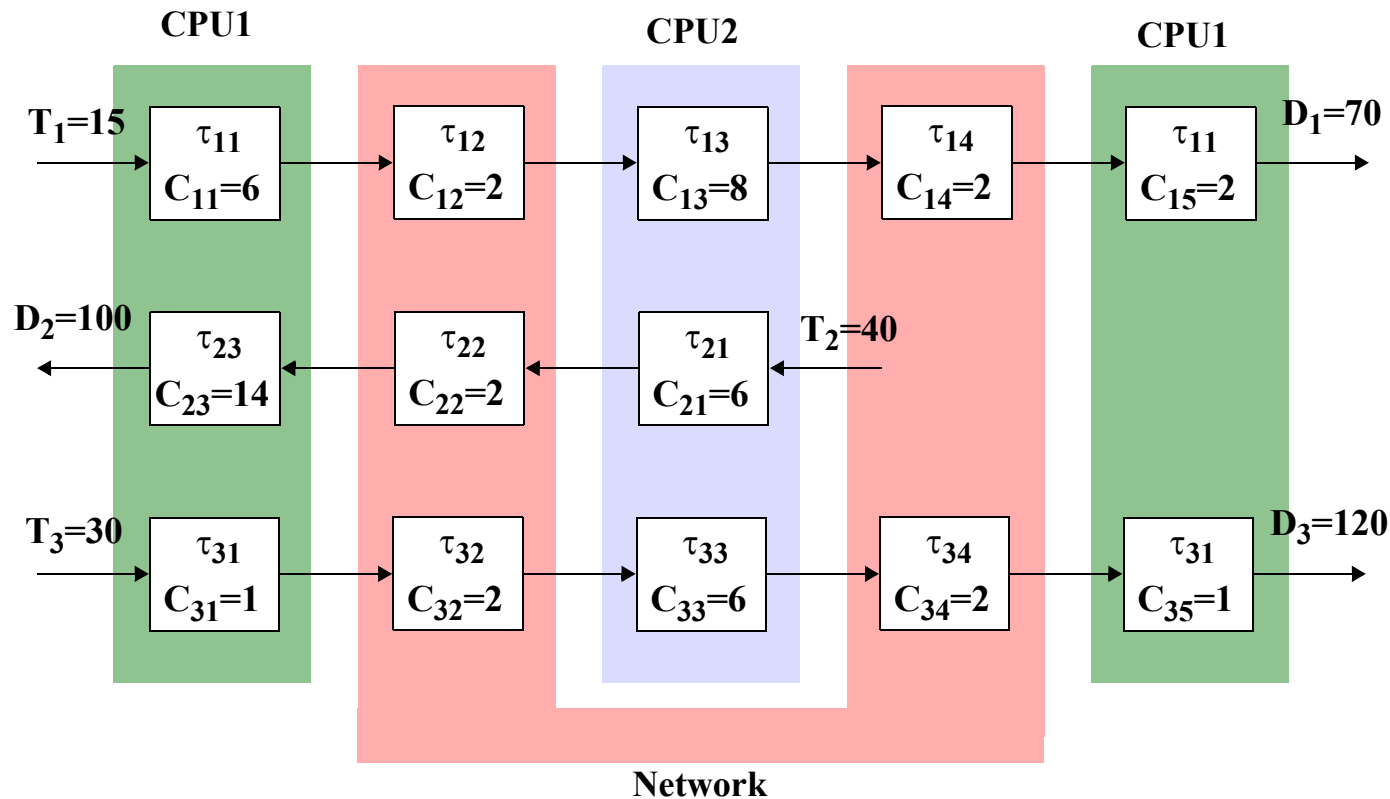 CPU1
CPU2
CPU1
T1=15
τ11
C11=6
τ12
C12=2
τ13
C13=8
τ14
C14=2
τ11
C15=2
D1=70
D2=100
τ23
C23=14
τ22
C22=2
τ21
C21=6
T2=40
T3=30
τ31
C31=1
τ32
C32=2
τ33
C33=6
τ34
C34=2
τ31
C35=1
D3=120
Network